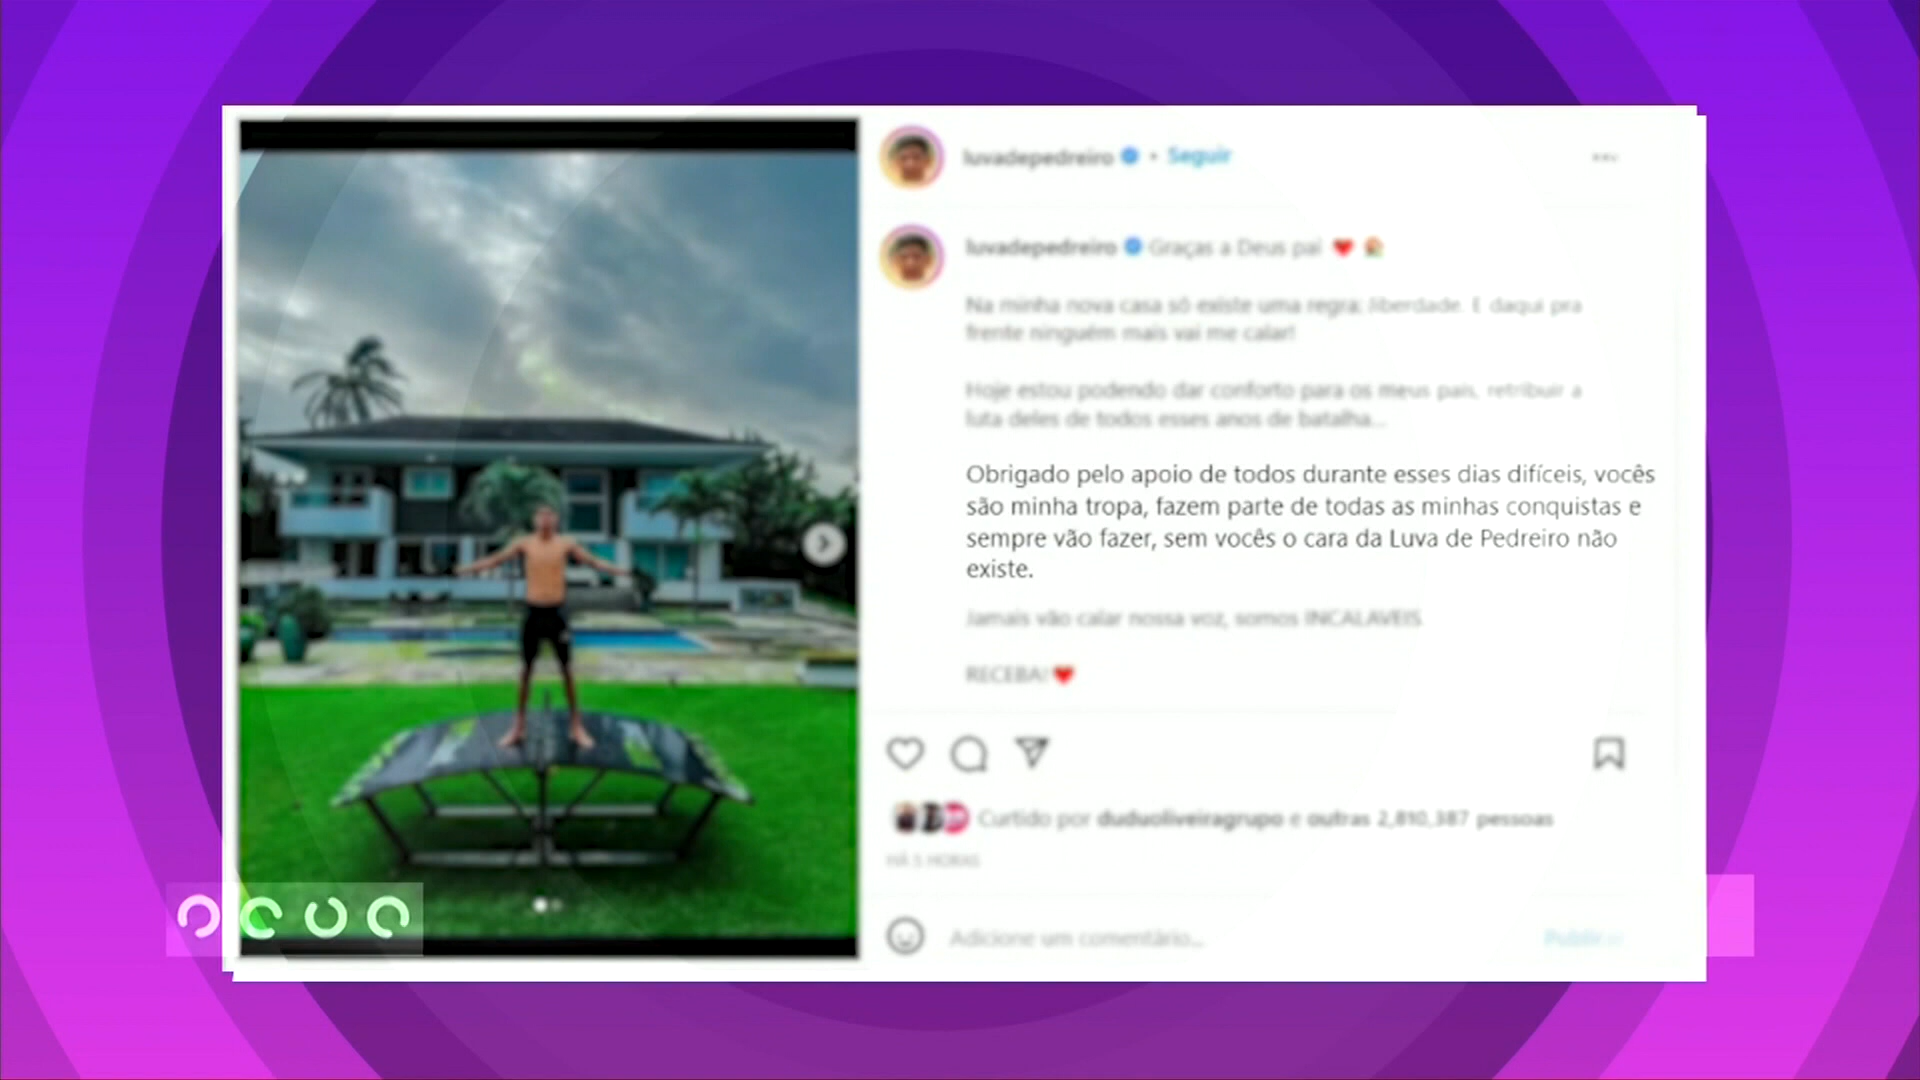 luvadepedreiro • Seguir
luvadepedreiro Graças a Deus pai
Na minha nova casa só existe uma regra: liberdade. E daqui pra
frente ninguém mais vai me calar!
Hoje estou podendo dar conforto para os meus pais, retribuir a
luta deles de todos esses anos de batalha...
Obrigado pelo apoio de todos durante esses dias difíceis, vocês
são minha tropa, fazem parte de todas as minhas conquistas e
sempre vão fazer, sem vocês o cara da Luva de Pedreiro não
existe.
Jamais vão calar nossa voz, somos INCALAVEIS
RECEBA!
Curtido por duduoliveiragrupo e outras 2,810,387 pessoas
HÁ 5 HORAS
Adicione um comentário...
Publicar